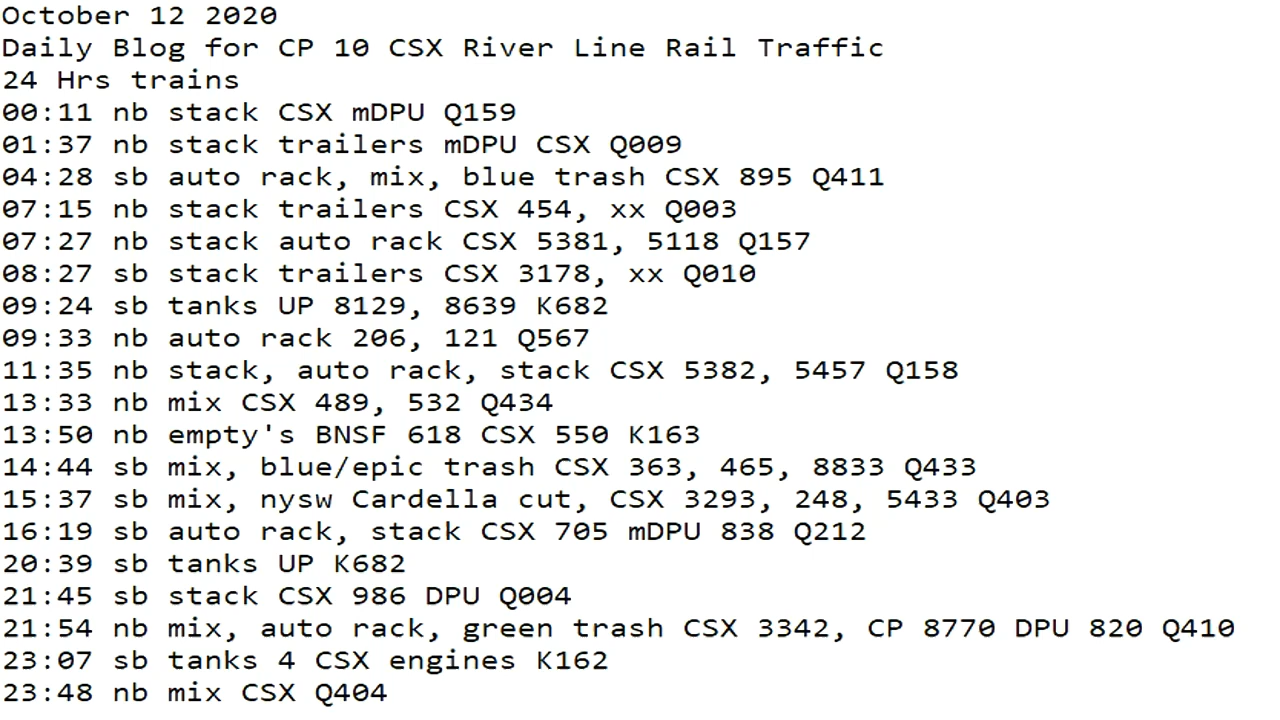 October 12 2020
Daily Blog for CP 10 CSX River Line Rail Traffic
24 Hrs trains
00:11 nb stack CSX mDPU Q159
01:37 nb stack trailers mDPU CSX Q009
04:28 sb auto rack, mix, blue trash CSX 895 Q411
07:15 nb stack trailers CSX 454, xx Q003
07:27 nb stack auto rack CSX 5381, 5118 Q157
08:27 sb stack trailers CSX 3178, xx Q010
09:24 sb tanks UP 8129, 8639 K682
09:33 nb auto rack 206, 121 Q567
11:35 nb stack, auto rack, stack CSX 5382, 5457 Q158
13:33 nb mix CSX 489, 532 Q434
13:50 nb empty's BNSF 618 CSX 550 K163
14:44 sb mix, blue/epic trash CSX 363, 465, 8833 Q433
15:37 sb mix, nysw Cardella cut, CSX 3293, 248, 5433 Q403
16:19 sb auto rack, stack CSX 705 mDPU 838 Q212
20:39 sb tanks UP K682
21:45 sb stack CSX 986 DPU Q004
21:54 nb mix, auto rack, green trash CSX 3342, CP 8770 DPU 820 Q410
23:07 sb tanks 4 CSX engines K162
23:48 nb mix CSX Q404